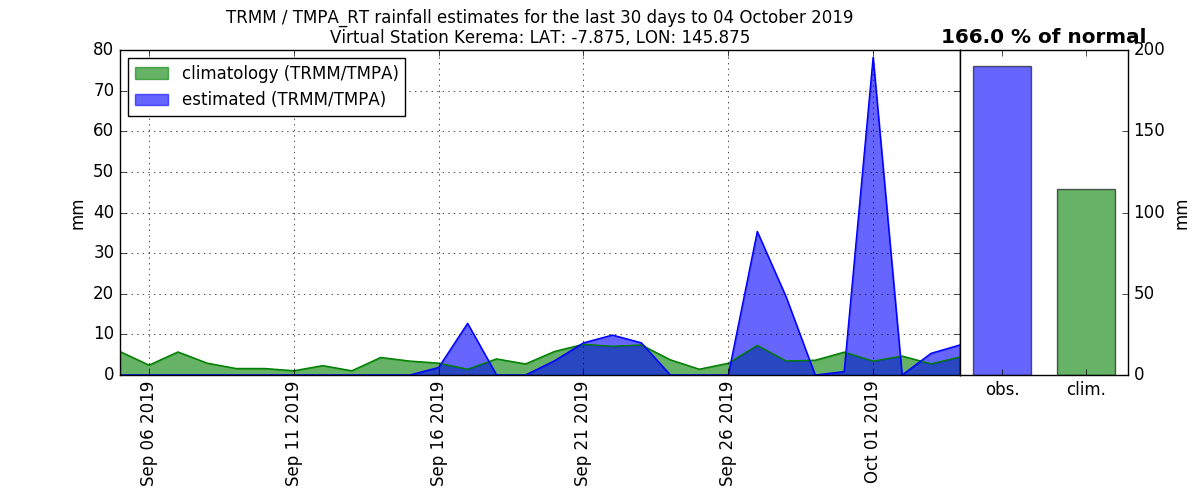 TRMM / TMPA_RT rainfall estimates for the last 30 days to 04 October 2019
Virtual Station Kerema: LAT: -7.875, LON: 145.875
166.0 % of normal
climatology (TRMM/TMPA)
estimated (TRMM/TMPA)
80
70
60
50
40
30
20
10
0
mm
Sep 06 2019
Sep 11 2019
Sep 16 2019
Sep 21 2019
Sep 26 2019
Oct 01 2019
200
150
100
50
0
mm
obs.
clim.